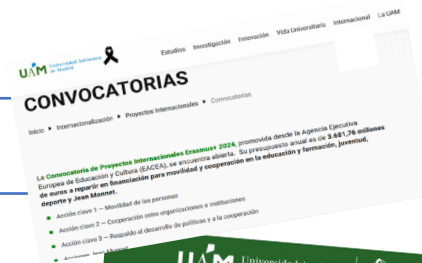 UAM Universidad Autónoma
de Madrid
Estudios Investigación Innovación Vida Universitaria Internacional La UAM
CONVOCATORIAS
Inicio ▸ Internacionalización ▸ Proyectos Internacionales ▸ Convocatorias
La Convocatoria de Proyectos Internacionales Erasmus+ 2024, promovida desde la Agencia Ejecutiva
Europea de Educación y Cultura (EACEA), se encuentra abierta. Su presupuesto anual es de 3.681,76 millones
de euros a repartir en financiación para movilidad y cooperación en la educación y formación, juventud,
deporte y Jean Monnet.
Acción clave 1 – Movilidad de las personas
Acción clave 2 – Cooperación entre organizaciones e instituciones
Acción clave 3 – Respaldo al desarrollo de políticas y a la cooperación
Acciones Jean Monnet
UAM